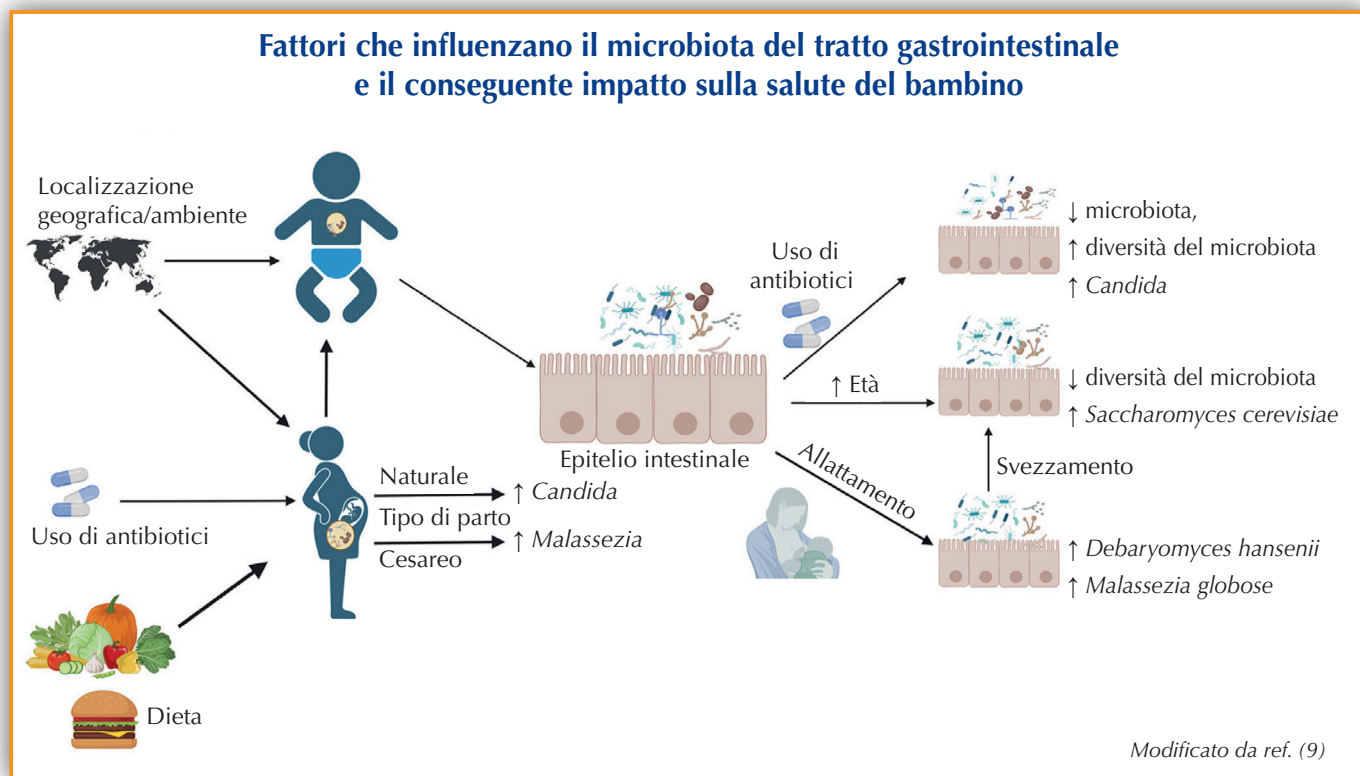 Fattori che influenzano il microbiota del tratto gastrointestinale
e il conseguente impatto sulla salute del bambino
Localizzazione
geografica/ambiente
Uso di antibiotici
Dieta
Naturale
↑ Candida
Tipo di parto
Cesareo
↑ Malassezia
Epitelio intestinale
Uso di
antibiotici
↑ Età
Allattamento
Svezzamento
↓ microbiota,
↑ diversità del microbiota
↑ Candida
↓ diversità del microbiota
↑ Saccharomyces cerevisiae
↑ Debaryomyces hansenii
↑ Malassezia globose
Modificato da ref. (9)